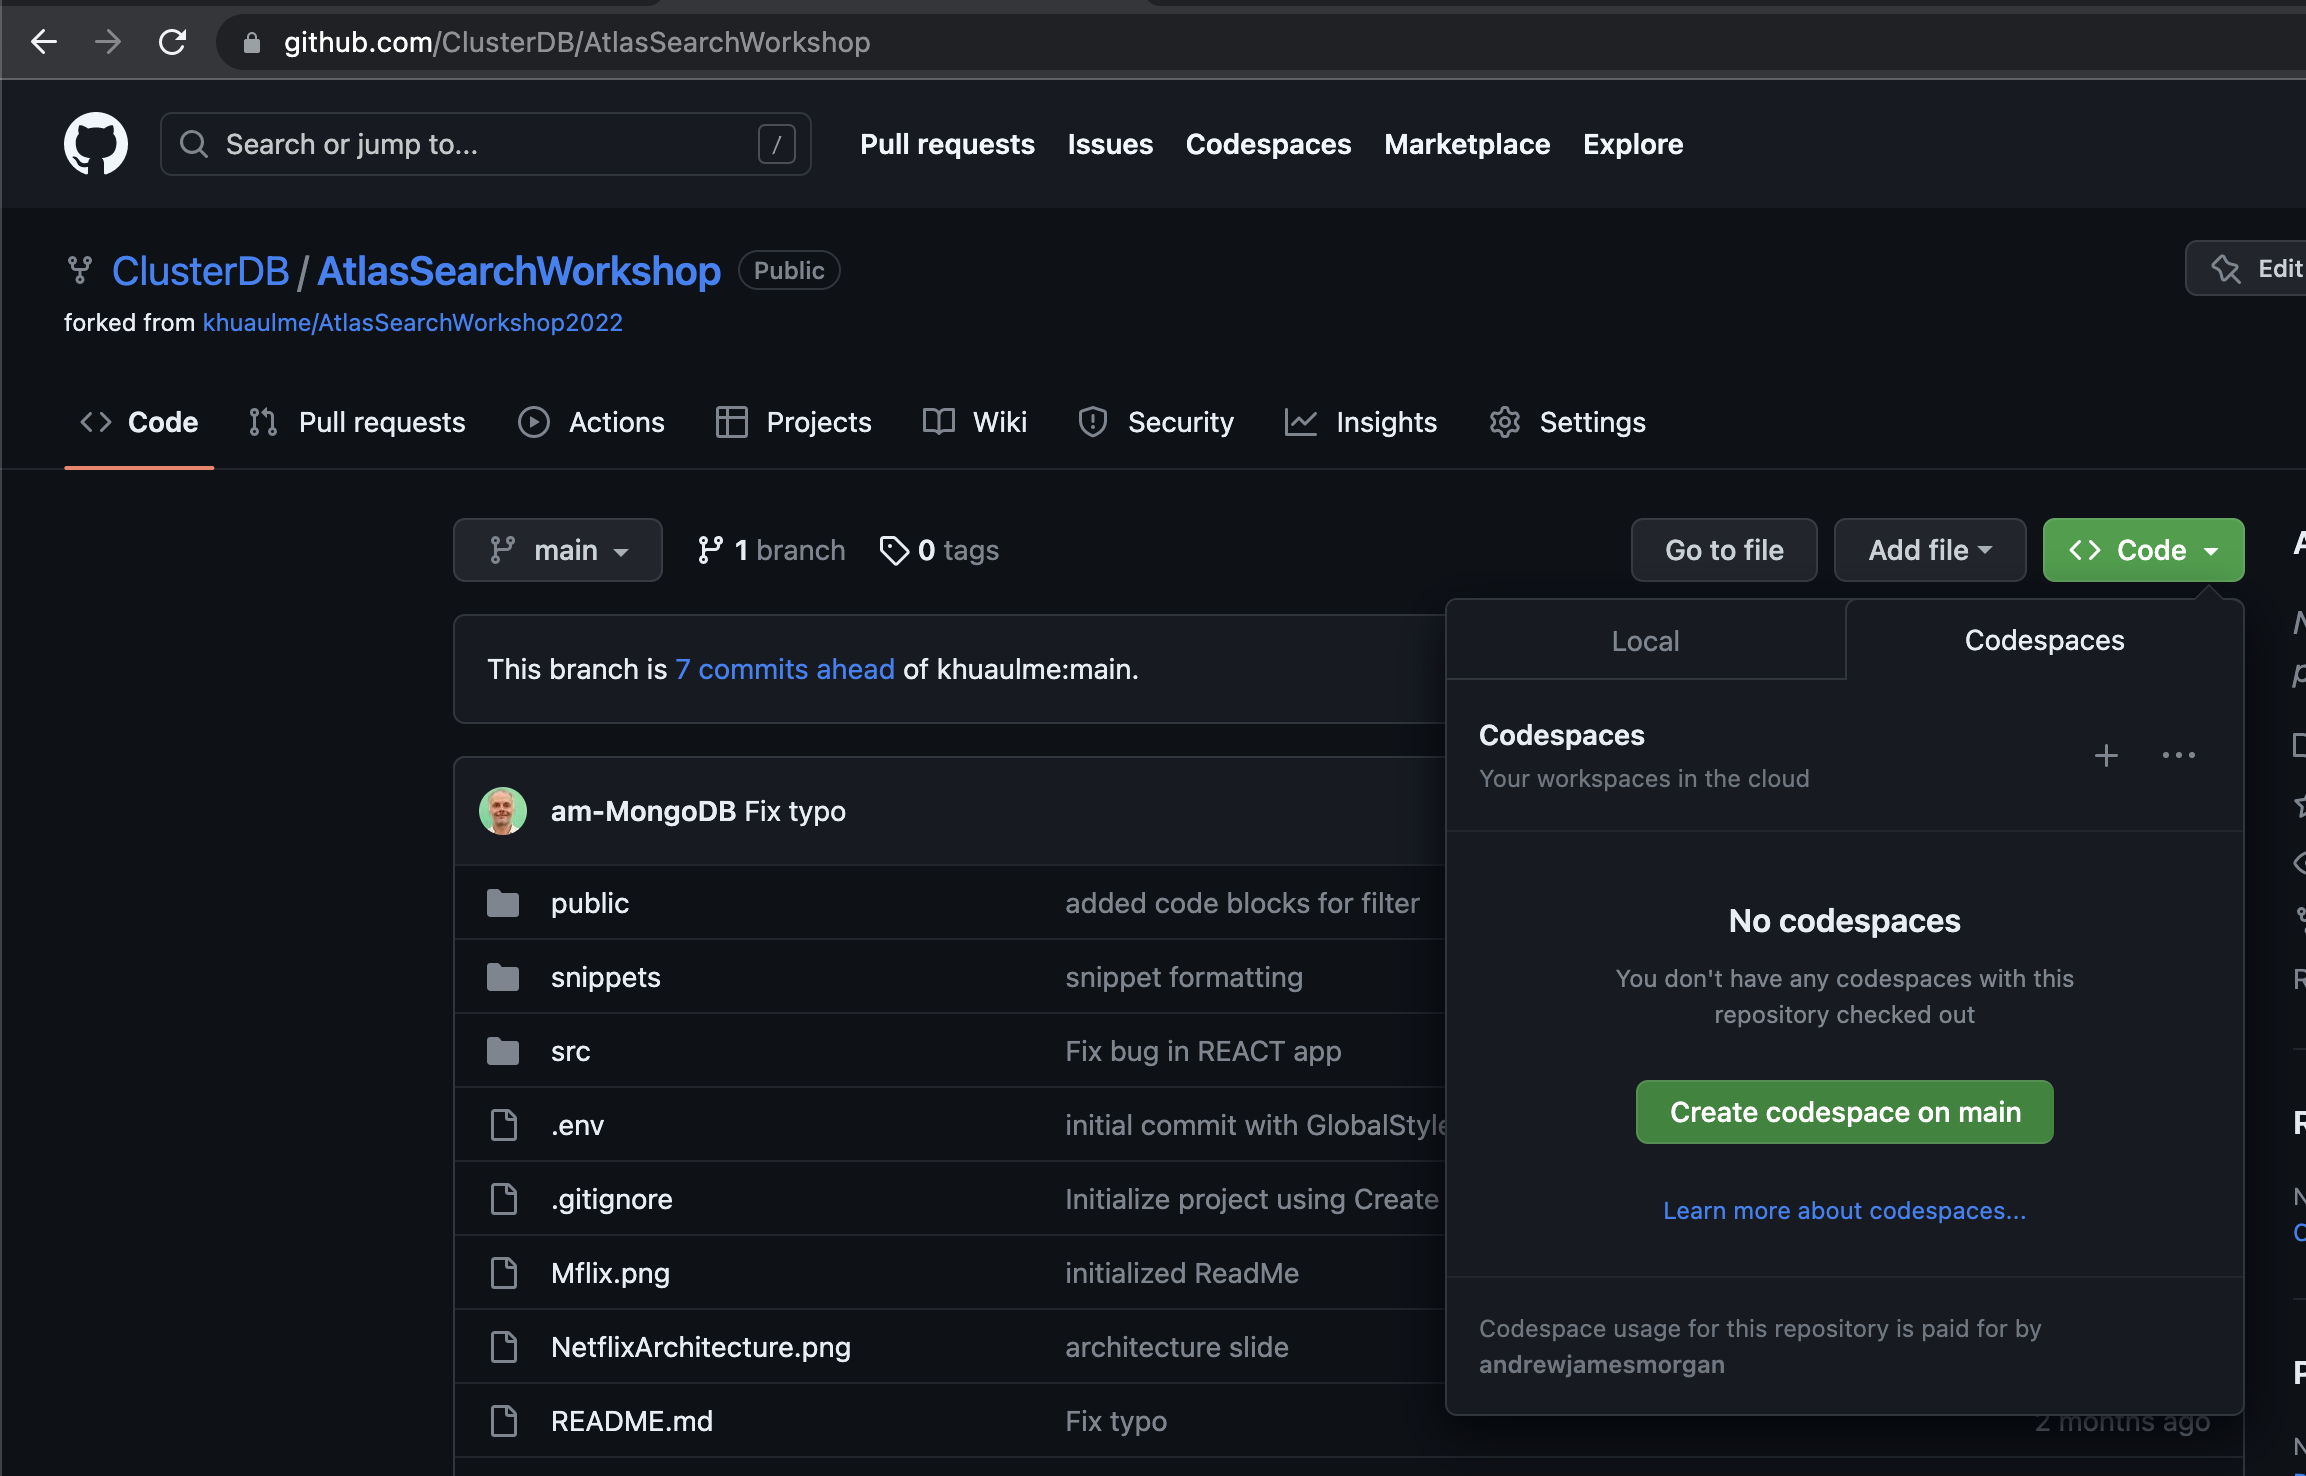 github.com/ClusterDB/AtlasSearchWorkshop
Search or jump to... /
Pull requests Issues Codespaces Marketplace Explore
ClusterDB / AtlasSearchWorkshop Public
Edit
forked from khuaulme/AtlasSearchWorkshop2022
Code Pull requests Actions Projects Wiki Security Insights Settings
main 1 branch 0 tags Go to file Add file Code
Local Codespaces
This branch is 7 commits ahead of khuaulme:main.
Codespaces
Your workspaces in the cloud
am-MongoDB Fix typo
public added code blocks for filter
No codespaces
snippets snippet formatting
You don't have any codespaces with this
repository checked out
src Fix bug in REACT app
.env initial commit with GlobalStyle
Create codespace on main
.gitignore Initialize project using Create
Learn more about codespaces...
Mflix.png initialized ReadMe
NetflixArchitecture.png architecture slide
Codespace usage for this repository is paid for by
andrewjamesmorgan
README.md Fix typo 2 months ago